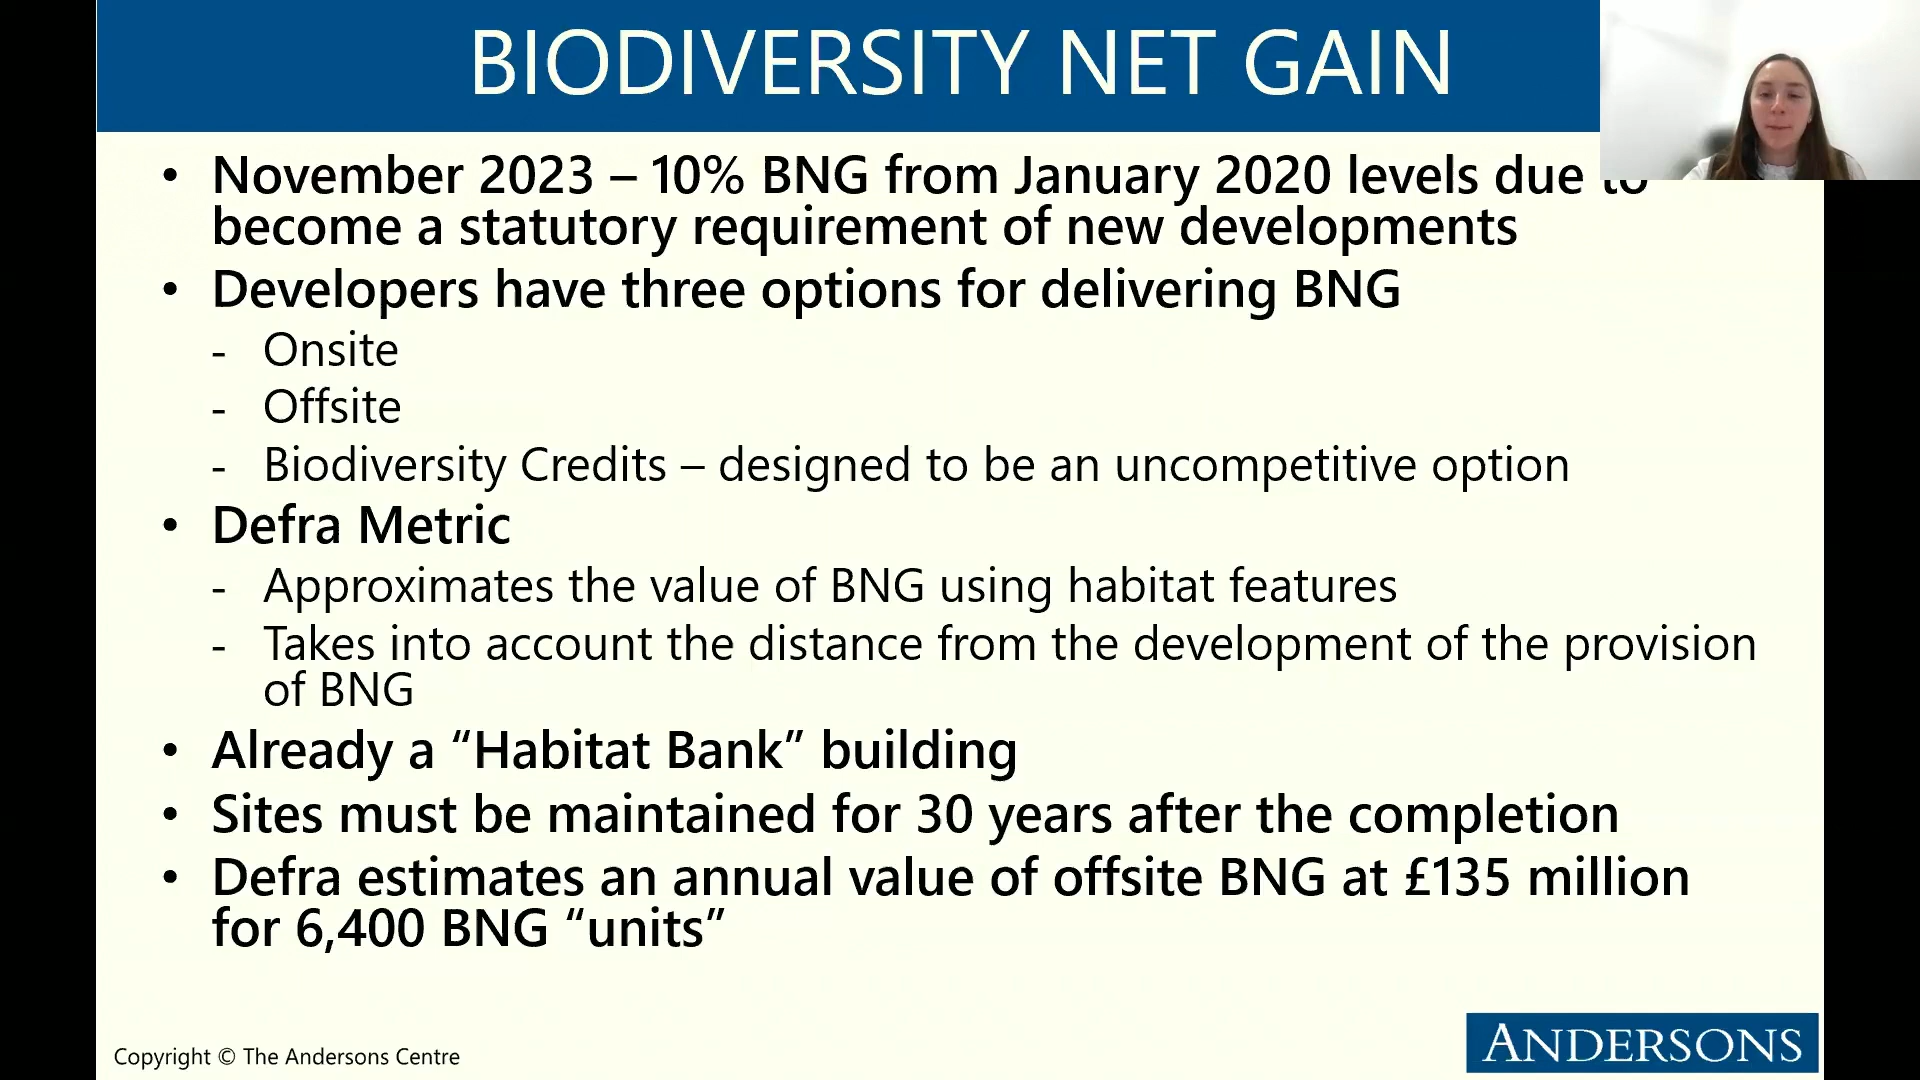 BIODIVERSITY NET GAIN
• November 2023 – 10% BNG from January 2020 levels due to
become a statutory requirement of new developments
• Developers have three options for delivering BNG
- Onsite
- Offsite
- Biodiversity Credits – designed to be an uncompetitive option
• Defra Metric
- Approximates the value of BNG using habitat features
- Takes into account the distance from the development of the provision
of BNG
• Already a “Habitat Bank” building
• Sites must be maintained for 30 years after the completion
• Defra estimates an annual value of offsite BNG at £135 million
for 6,400 BNG “units”
Copyright © The Andersons Centre
ANDERSONS